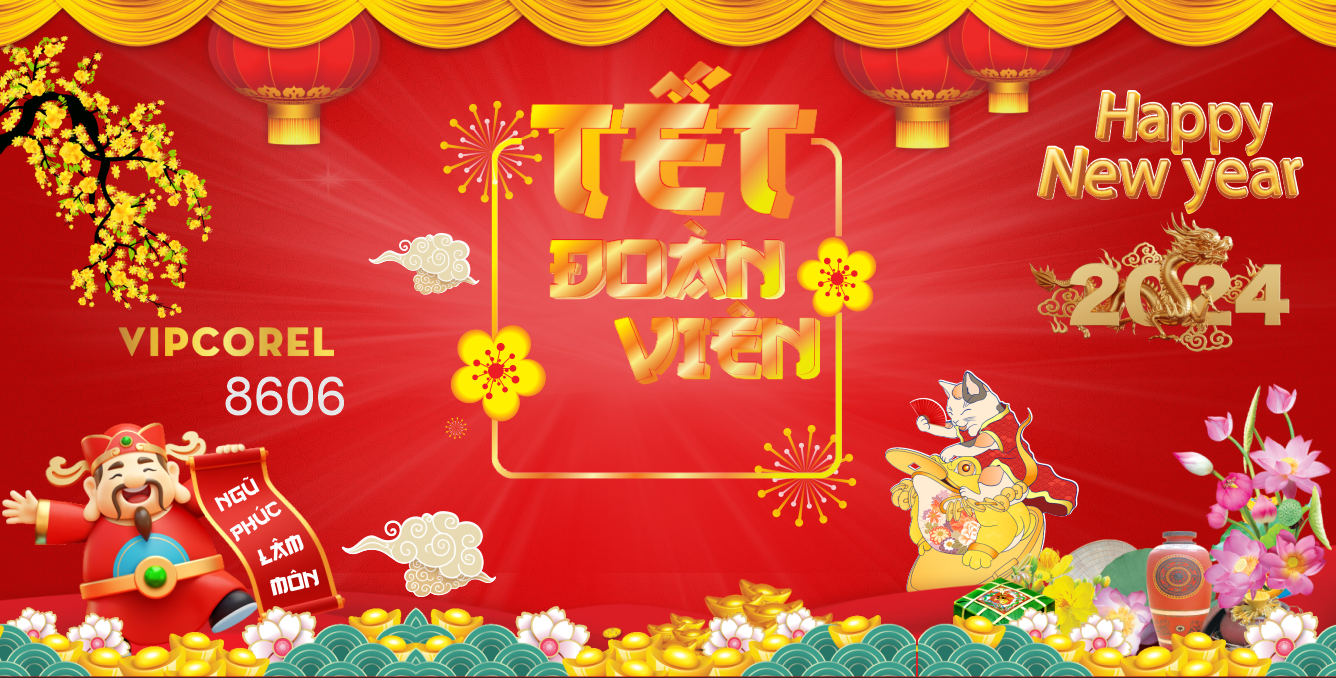 TẾT
ĐOÀN
VIÊN
Happy
New year
2024
VIPCOREL
8606
NGŨ
PHÚC
LÂM
MÔN